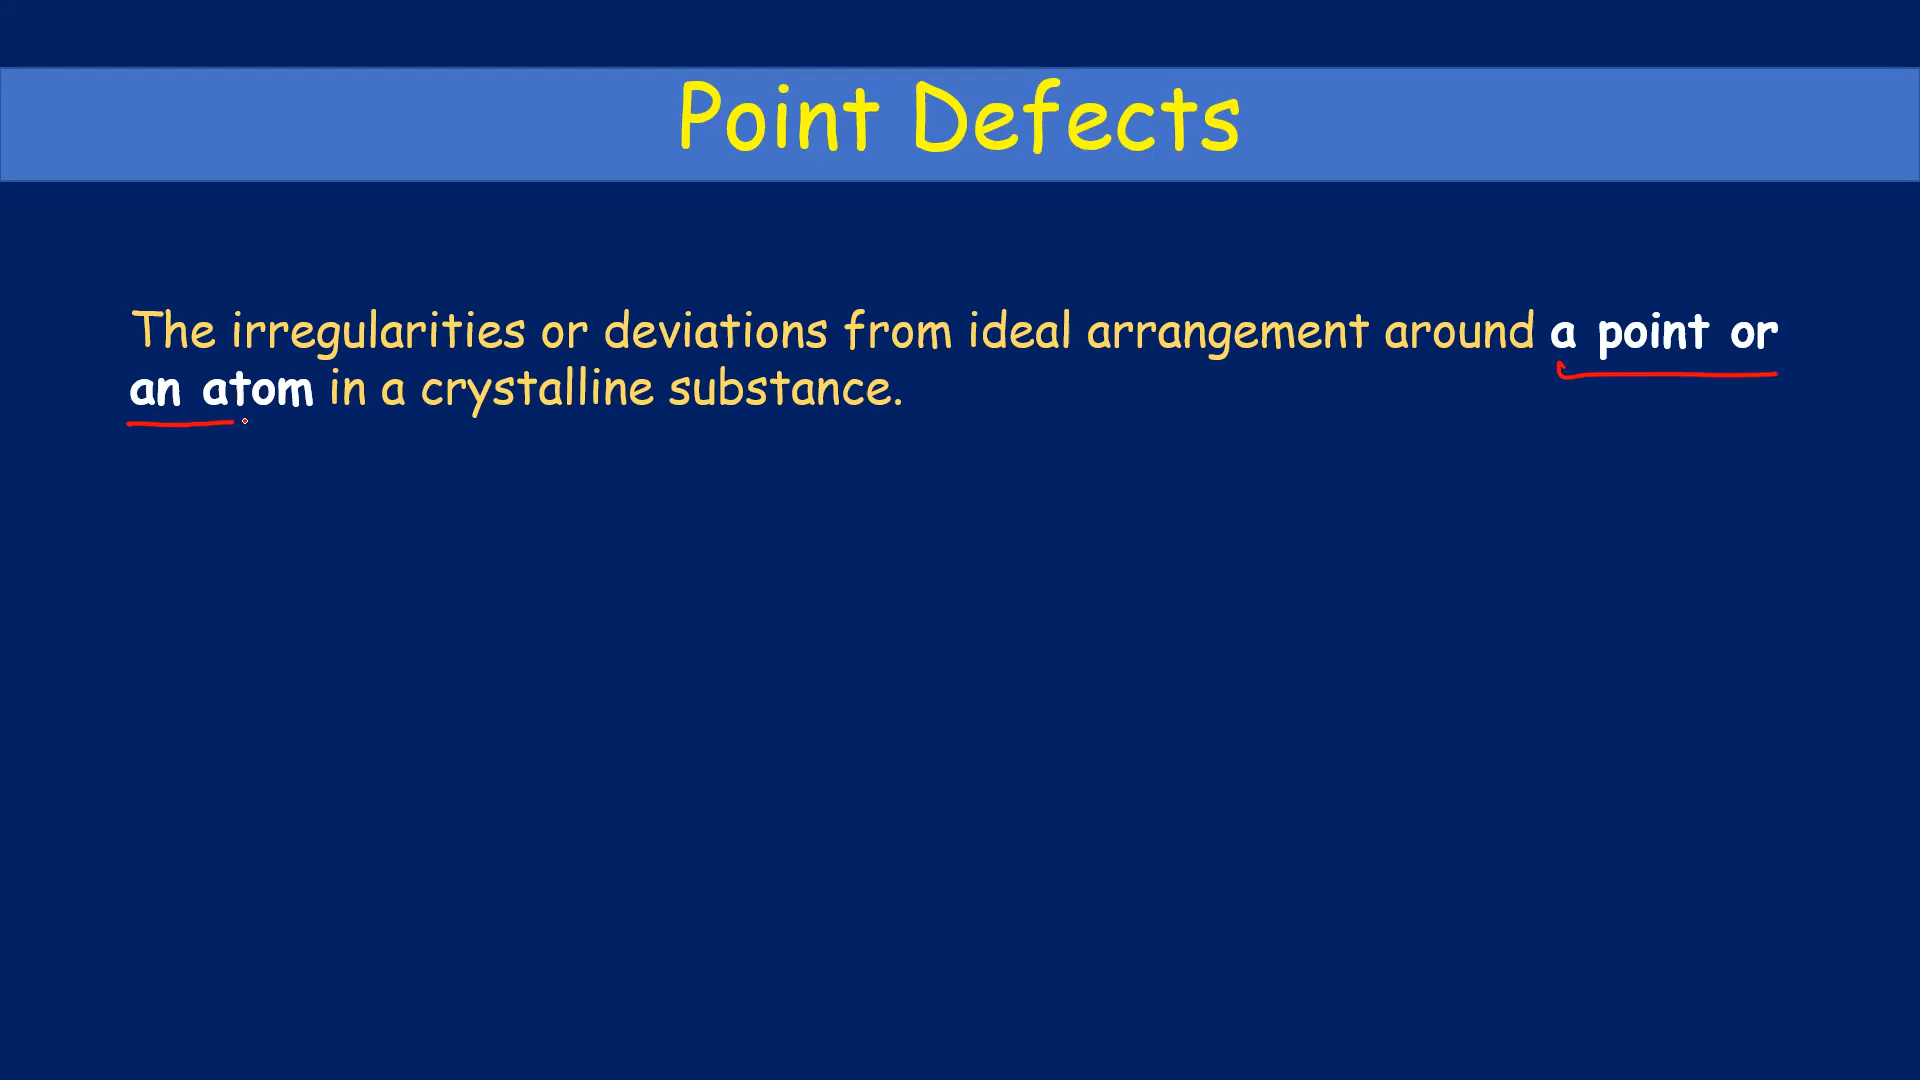 Point Defects
The irregularities or deviations from ideal arrangement around a point or
an atom in a crystalline substance.